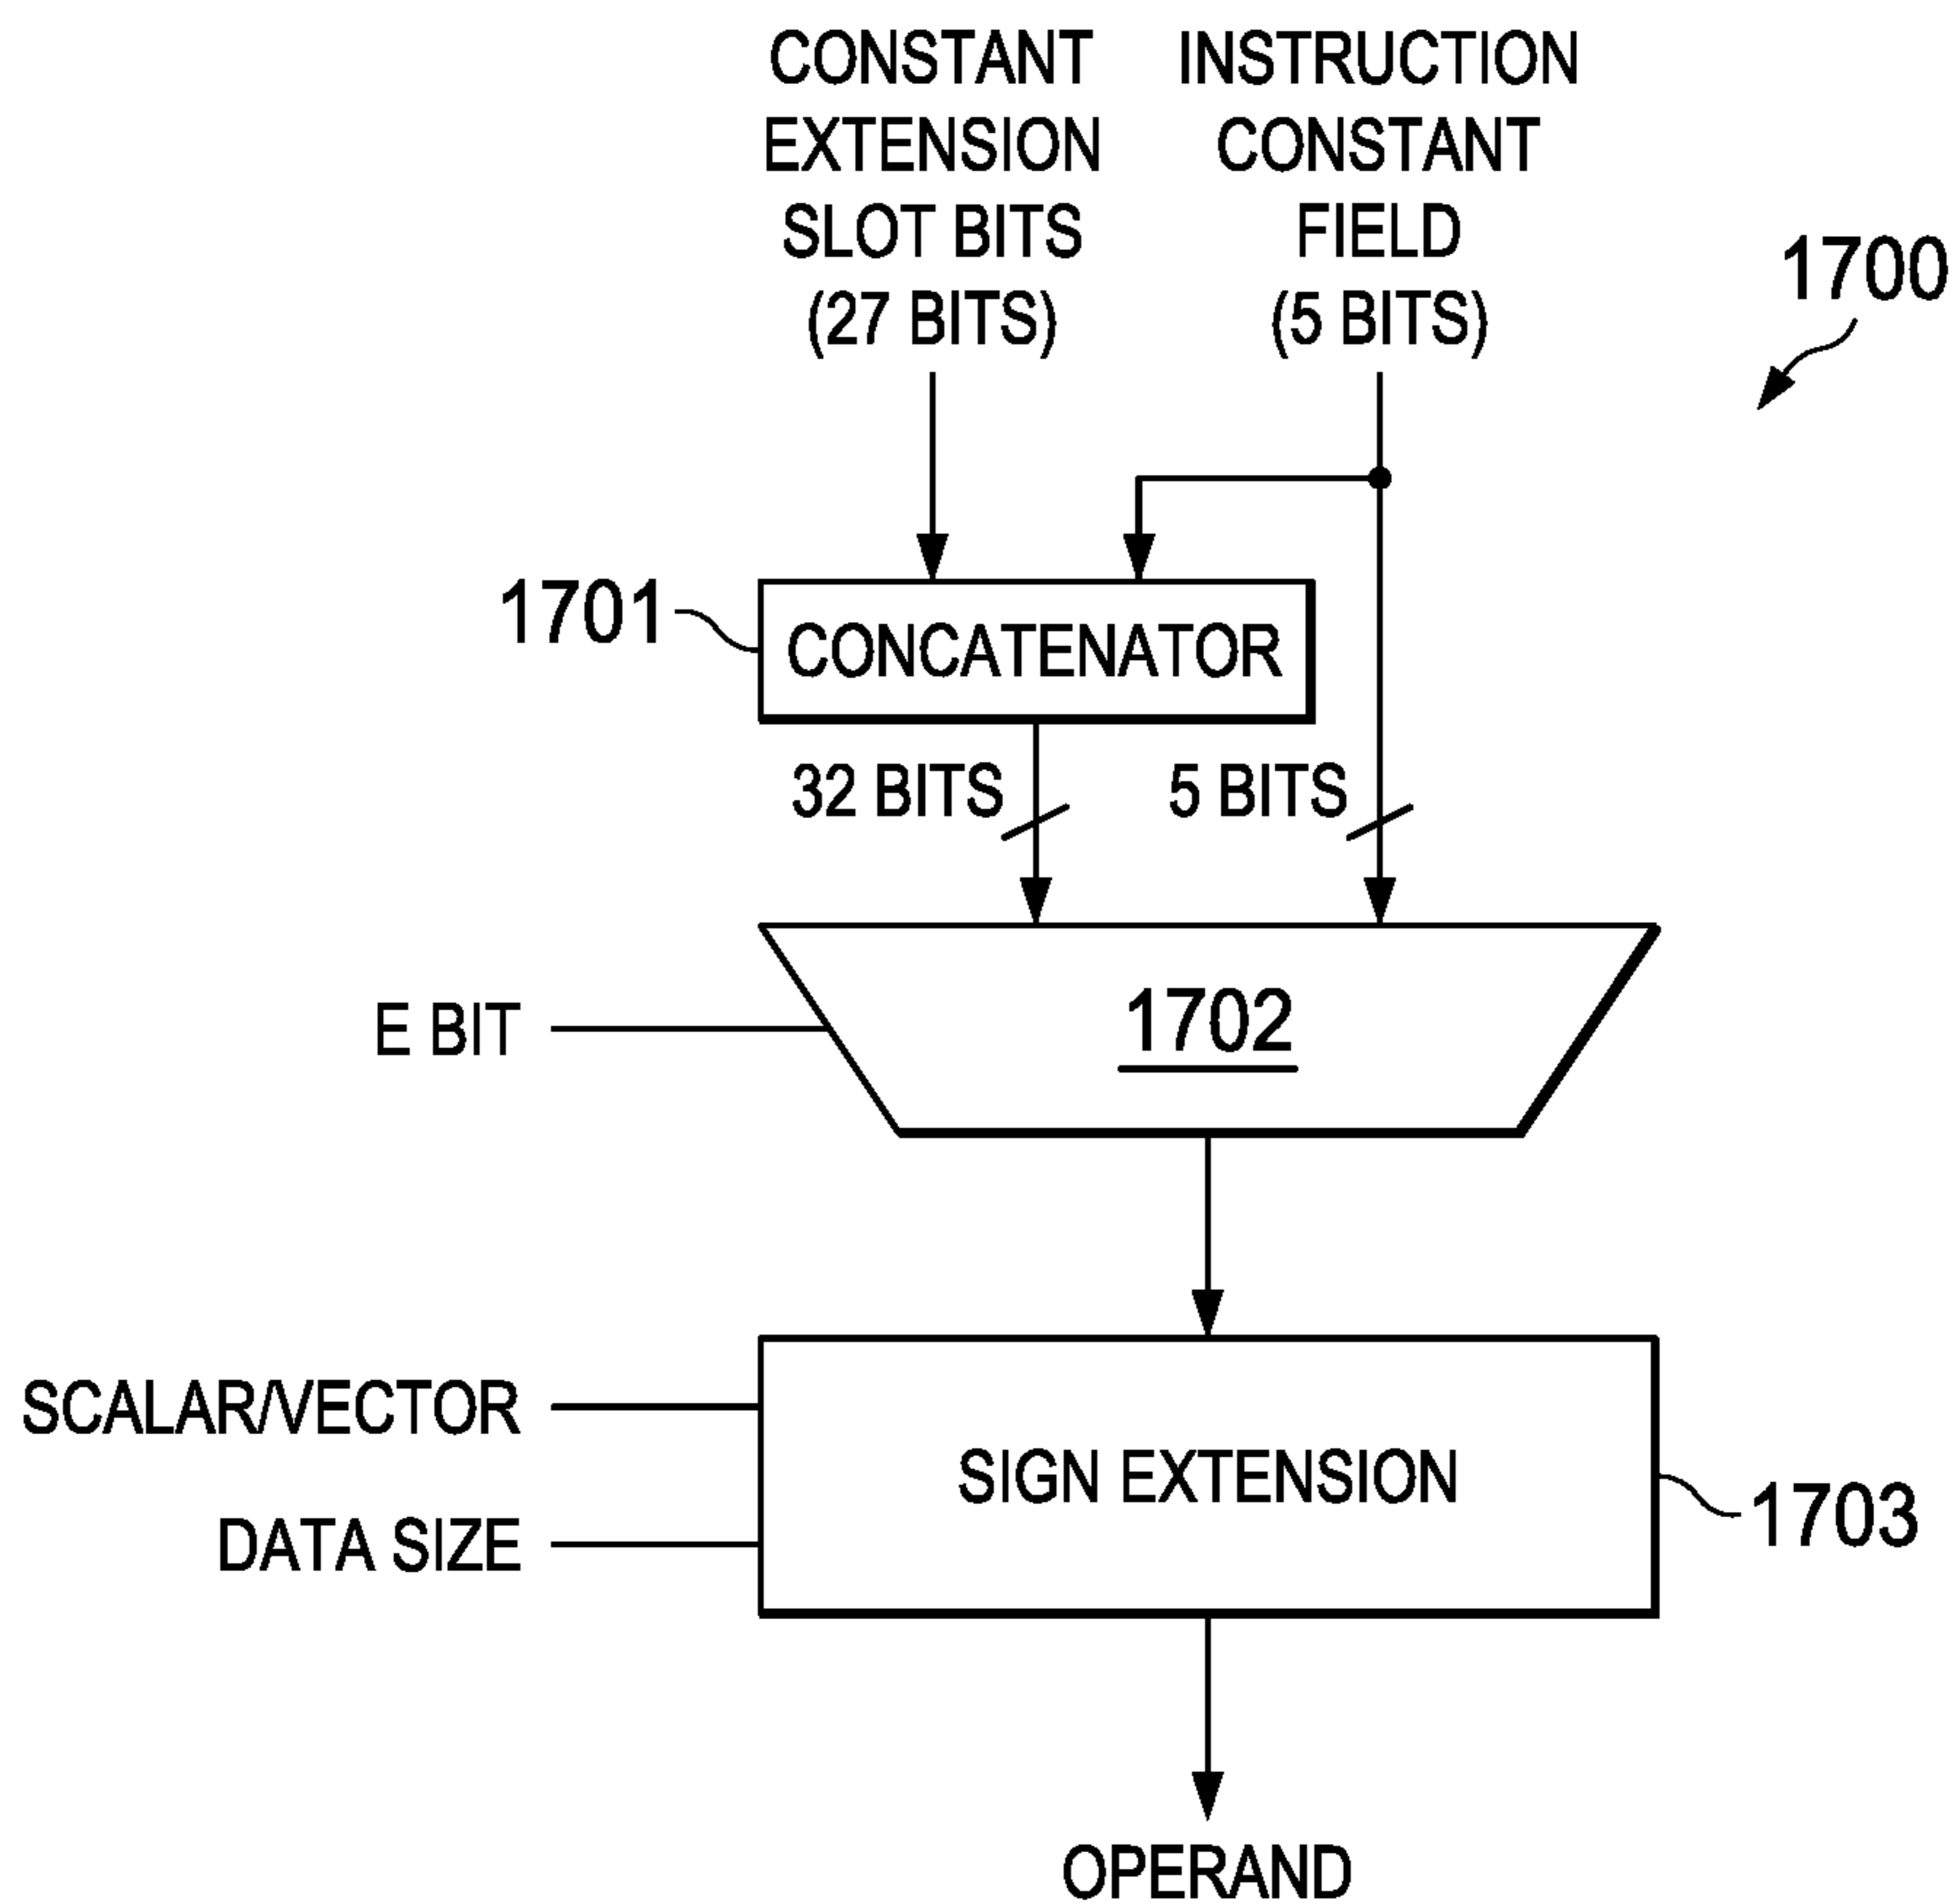 CONSTANT
EXTENSION
SLOT BITS
(27 BITS)
INSTRUCTION
CONSTANT
FIELD
(5 BITS)
1700
1701
CONCATENATOR
32 BITS
5 BITS
E BIT
1702
SCALAR/VECTOR
DATA SIZE
SIGN EXTENSION
1703
OPERAND